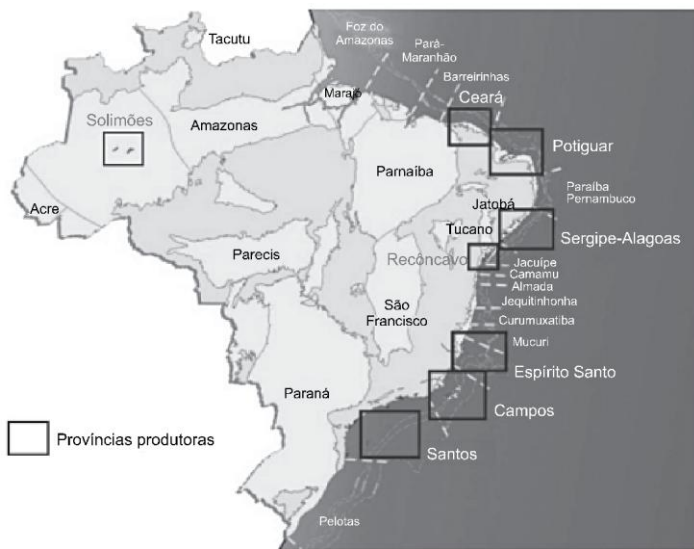 Tacutu
Foz do
Amazonas
Pará-
Maranhão
Barreirinhas
Marajó
Ceará
Solimões
Amazonas
Potiguar
Parnaíba
Paraíba
Pernambuco
Acre
Jatobá
Tucano
Sergipe-Alagoas
Parecis
Recôncavo
Jacuípe
Camamu
Almada
São
Francisco
Jequitinhonha
Curumuxatiba
Mucuri
Espírito Santo
Paraná
Campos
Províncias produtoras
Santos
Pelotas